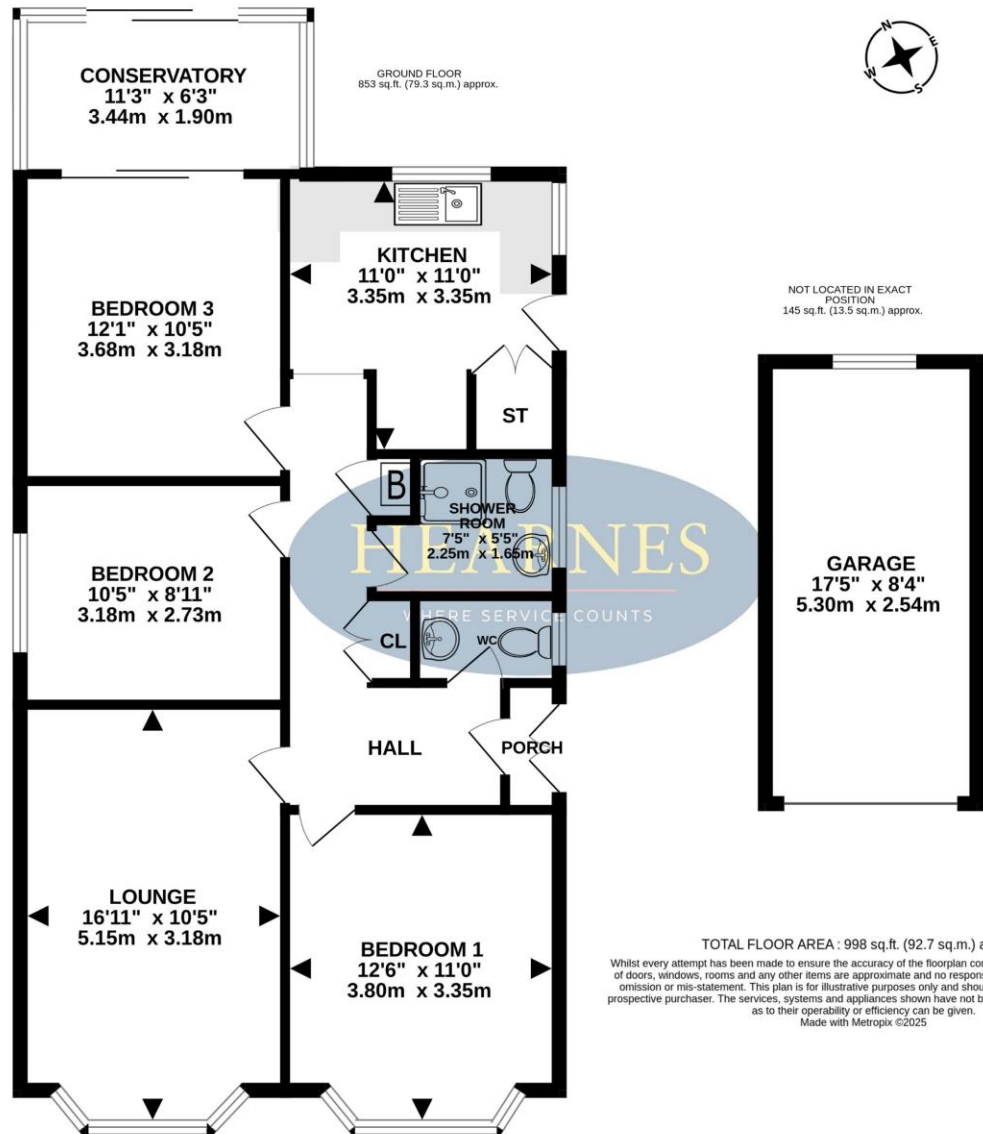 CONSERVATORY
11'3" x 6'3"
3.44m x 1.90m
GROUND FLOOR
853 sq.ft. (79.3 sq.m.) approx.
N
E
S
W
BEDROOM 3
12'1" x 10'5"
3.68m x 3.18m
KITCHEN
11'0" x 11'0"
3.35m x 3.35m
ST
NOT LOCATED IN EXACT
POSITION
145 sq.ft. (13.5 sq.m.) approx.
B
SHOWER
ROOM
7'5" x 5'5"
2.25m x 1.65m
HEARNES
WHERE SERVICE COUNTS
BEDROOM 2
10'5" x 8'11"
3.18m x 2.73m
GARAGE
17'5" x 8'4"
5.30m x 2.54m
CL
WC
HALL
PORCH
LOUNGE
16'11" x 10'5"
5.15m x 3.18m
BEDROOM 1
12'6" x 11'0"
3.80m x 3.35m
TOTAL FLOOR AREA : 998 sq.ft. (92.7 sq.m.) a
Whilst every attempt has been made to ensure the accuracy of the floorplan
of doors, windows, rooms and any other items are approximate and no
omission or mis-statement. This plan is for illustrative purposes only and
prospective purchaser. The services, systems and appliances shown have not
as to their operability or efficiency can be given.
Made with Metropix ©2025